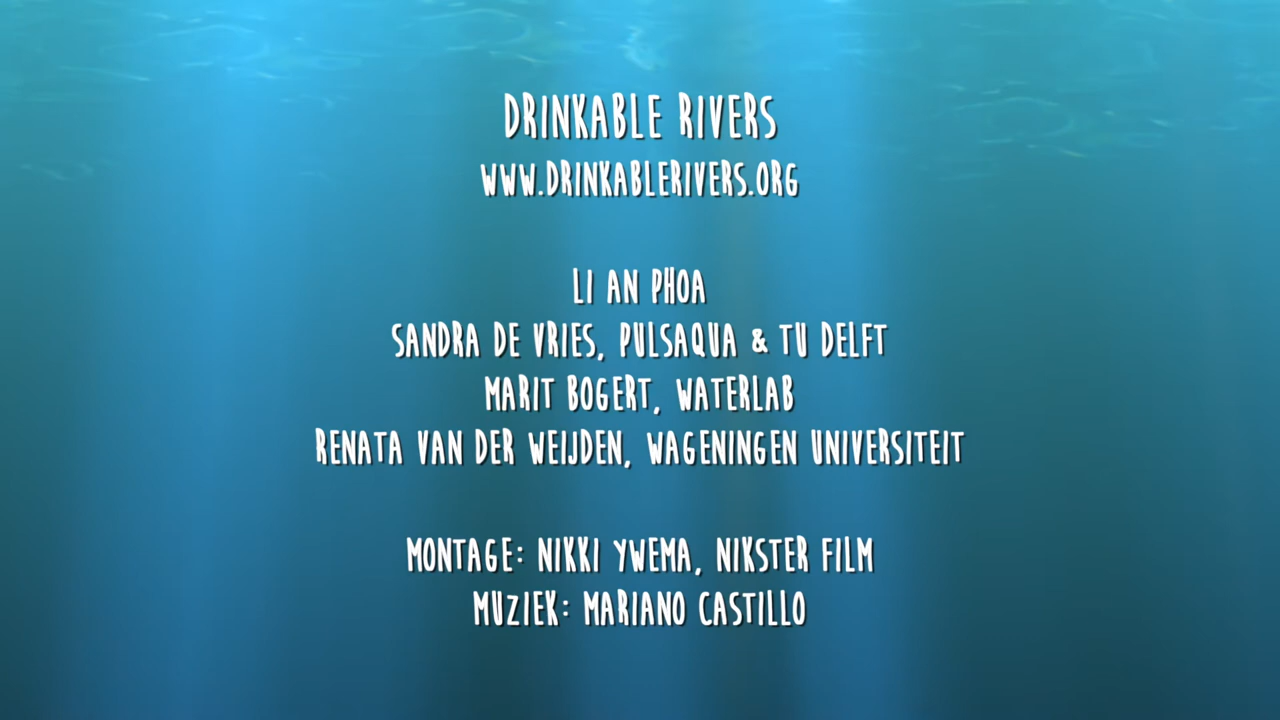 DRINKABLE RIVERS
WWW.DRINKABLERIVERS.ORG
LI AN PHOA
SANDRA DE VRIES, PULSAQUA & TU DELFT
MARIT BOGERT, WATERLAB
RENATA VAN DER WEIJDEN, WAGENINGEN UNIVERSITEIT
MONTAGE: NIKKI YWEMA, NIKSTER FILM
MUZIEK: MARIANO CASTILLO